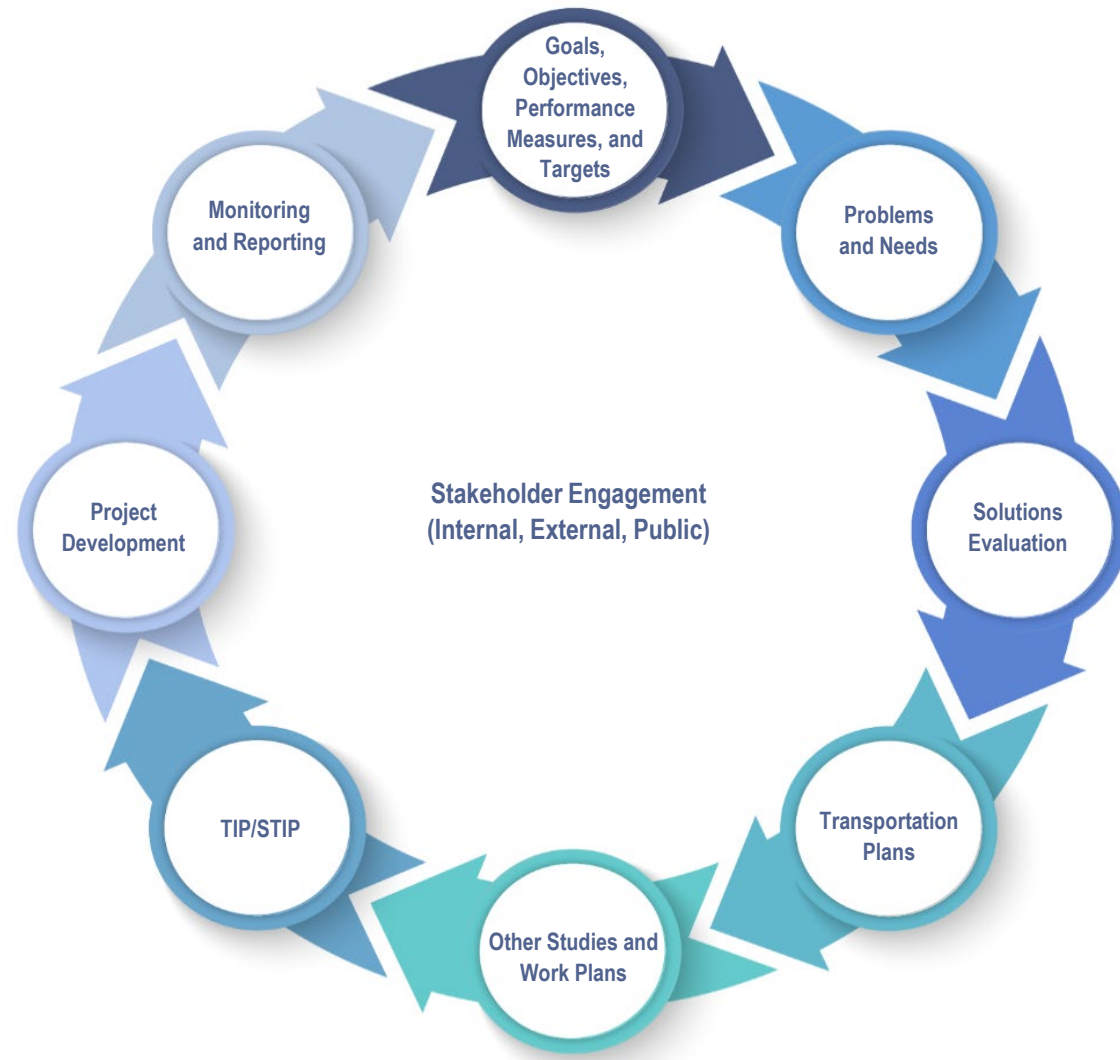 Goals,
Objectives,
Performance
Measures, and
Targets
Problems
and Needs
Solutions
Evaluation
Transportation
Plans
Other Studies and
Work Plans
TIP/STIP
Project
Development
Monitoring
and Reporting
Stakeholder Engagement
(Internal, External, Public)